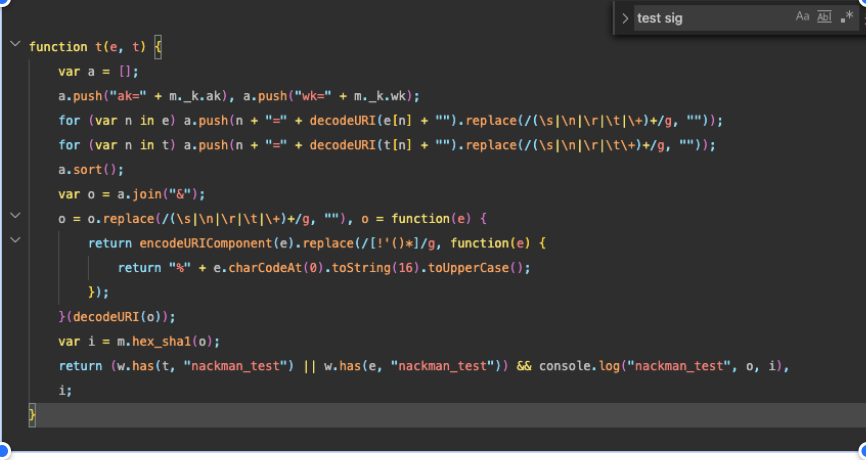 test sig Aa Abl .*
function t(e, t) {
var a = [];
a.push("ak=" + m._k.ak), a.push("wk=" + m._k.wk);
for (var n in e) a.push(n + "=" + decodeURI(e[n] + "").replace(/(\s|\n|\r|\t|\+)+/g, ""));
for (var n in t) a.push(n + "=" + decodeURI(t[n] + "").replace(/(\s|\n|\r|\t\+)+/g, ""));
a.sort();
var o = a.join("&");
o = o.replace(/(\s|\n|\r|\t|\+)+/g, ""), o = function(e) {
return encodeURIComponent(e).replace(/[!'()*]/g, function(e) {
return "%" + e.charCodeAt(0).toString(16).toUpperCase();
});
}(decodeURI(o));
var i = m.hex_sha1(o);
return (w.has(t, "nackman_test") || w.has(e, "nackman_test")) && console.log("nackman_test", o, i),
i;
}